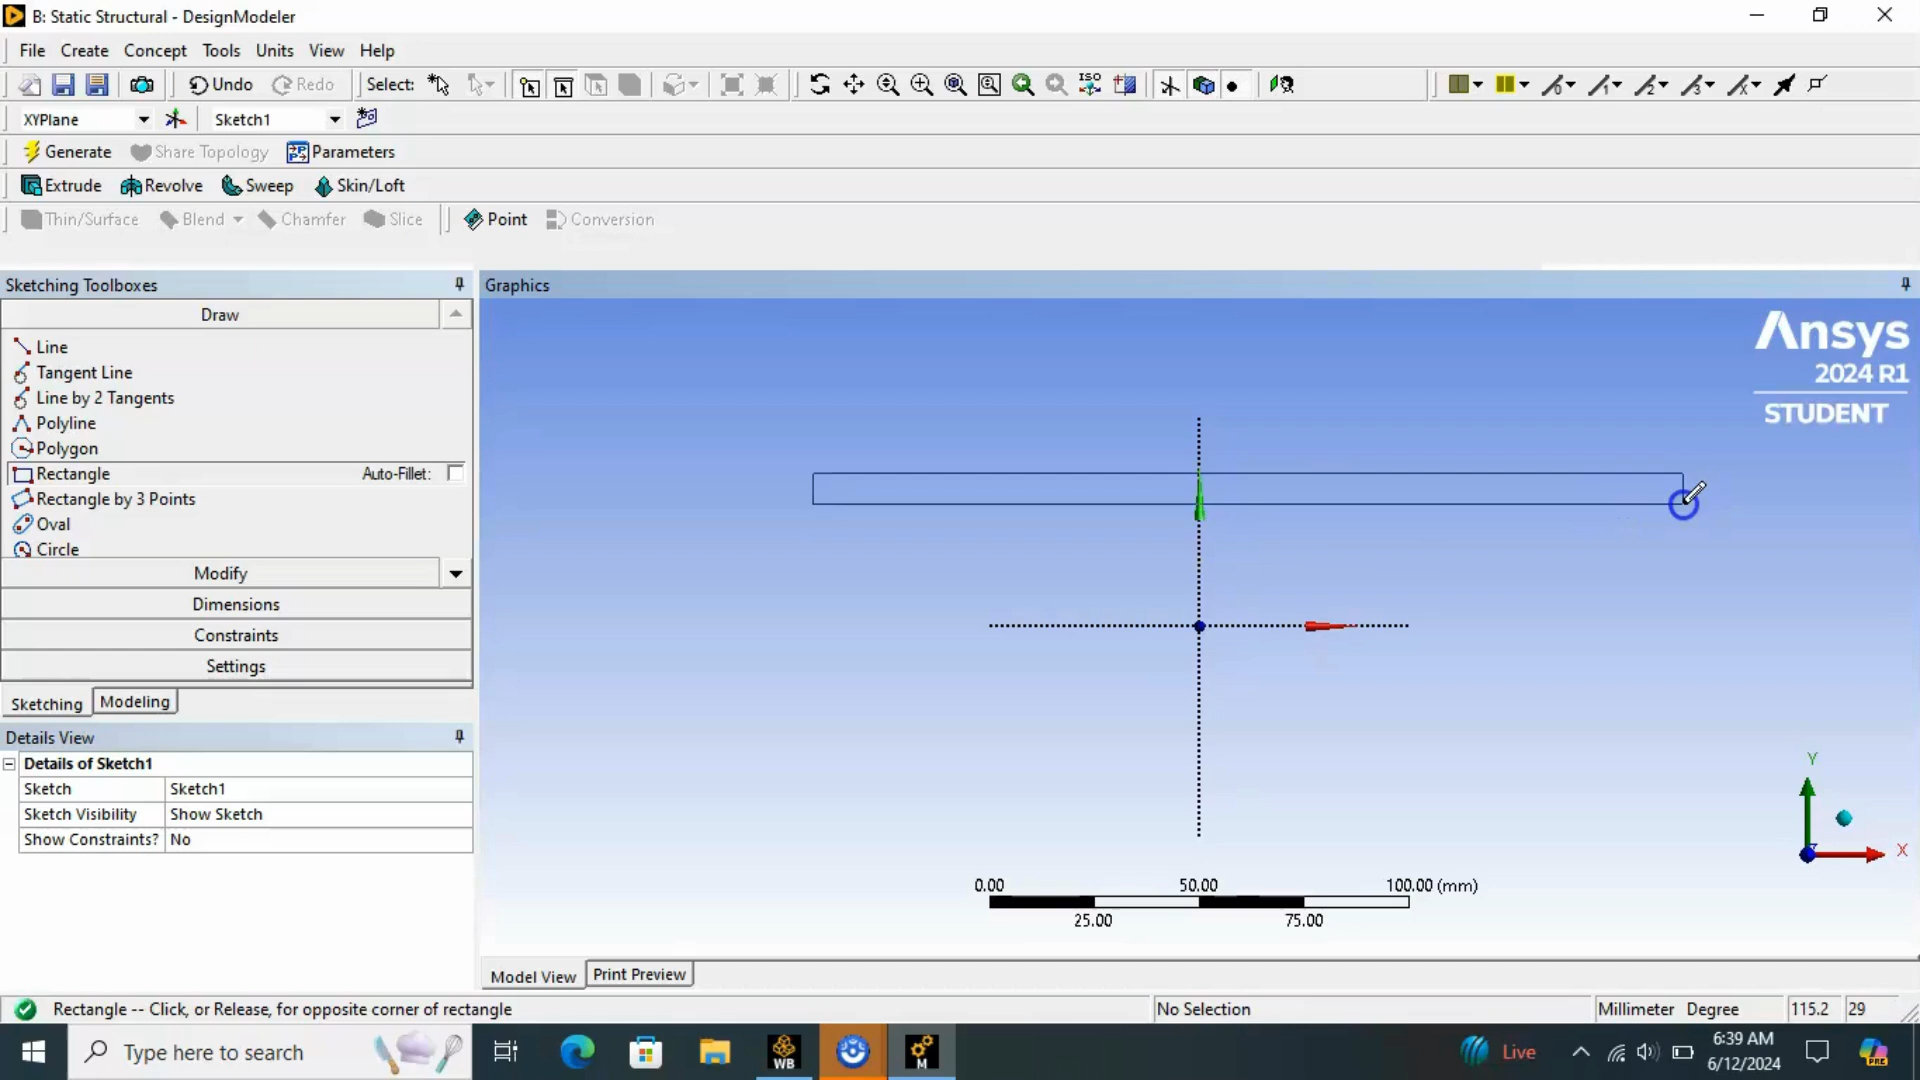 B: Static Structural - DesignModeler
File Create Concept Tools Units View Help
Undo Redo Select: ISO
XYPlane Sketch1
Generate Share Topology Parameters
Extrude Revolve Sweep Skin/Loft
Thin/Surface Blend Chamfer Slice Point Conversion
Sketching Toolboxes
Graphics
Draw
Line
Tangent Line
Line by 2 Tangents
Polyline
Polygon
Rectangle Auto-Fillet:
Rectangle by 3 Points
Oval
Circle
Modify
Dimensions
Constraints
Settings
Sketching Modeling
Details View
Details of Sketch1
Sketch Sketch1
Sketch Visibility Show Sketch
Show Constraints? No
Ansys
2024 R1
STUDENT
Y
X
0.00 50.00 100.00 (mm)
25.00 75.00
Model View Print Preview
Rectangle -- Click, or Release, for opposite corner of rectangle No Selection Millimeter Degree 115.2 29
Type here to search
WB
M
Live
6:39 AM
6/12/2024
PRE